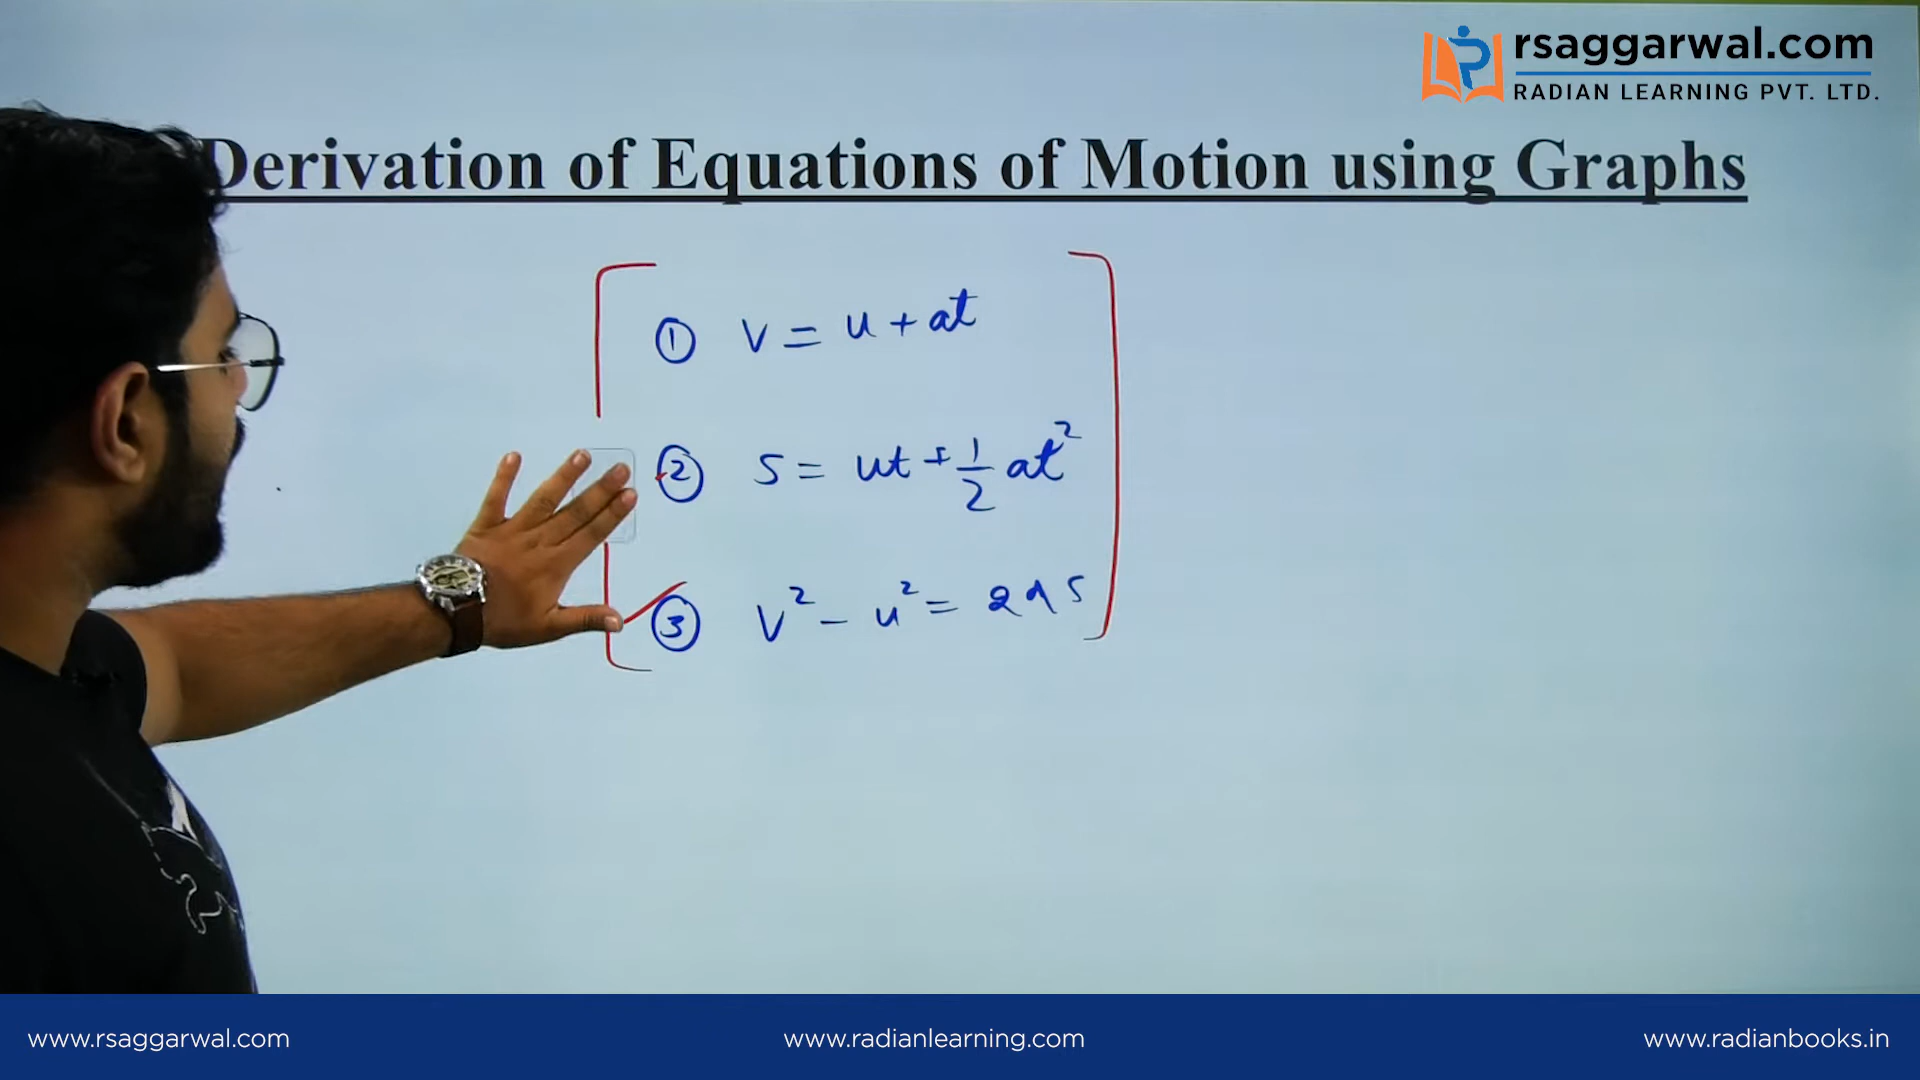 rsaggarwal.com
RADIAN LEARNING PVT. LTD.
Derivation of Equations of Motion using Graphs
① v = u + at
② s = ut + 1/2 at²
③ v² - u² = 2as
www.rsaggarwal.com
www.radianlearning.com
www.radianbooks.in